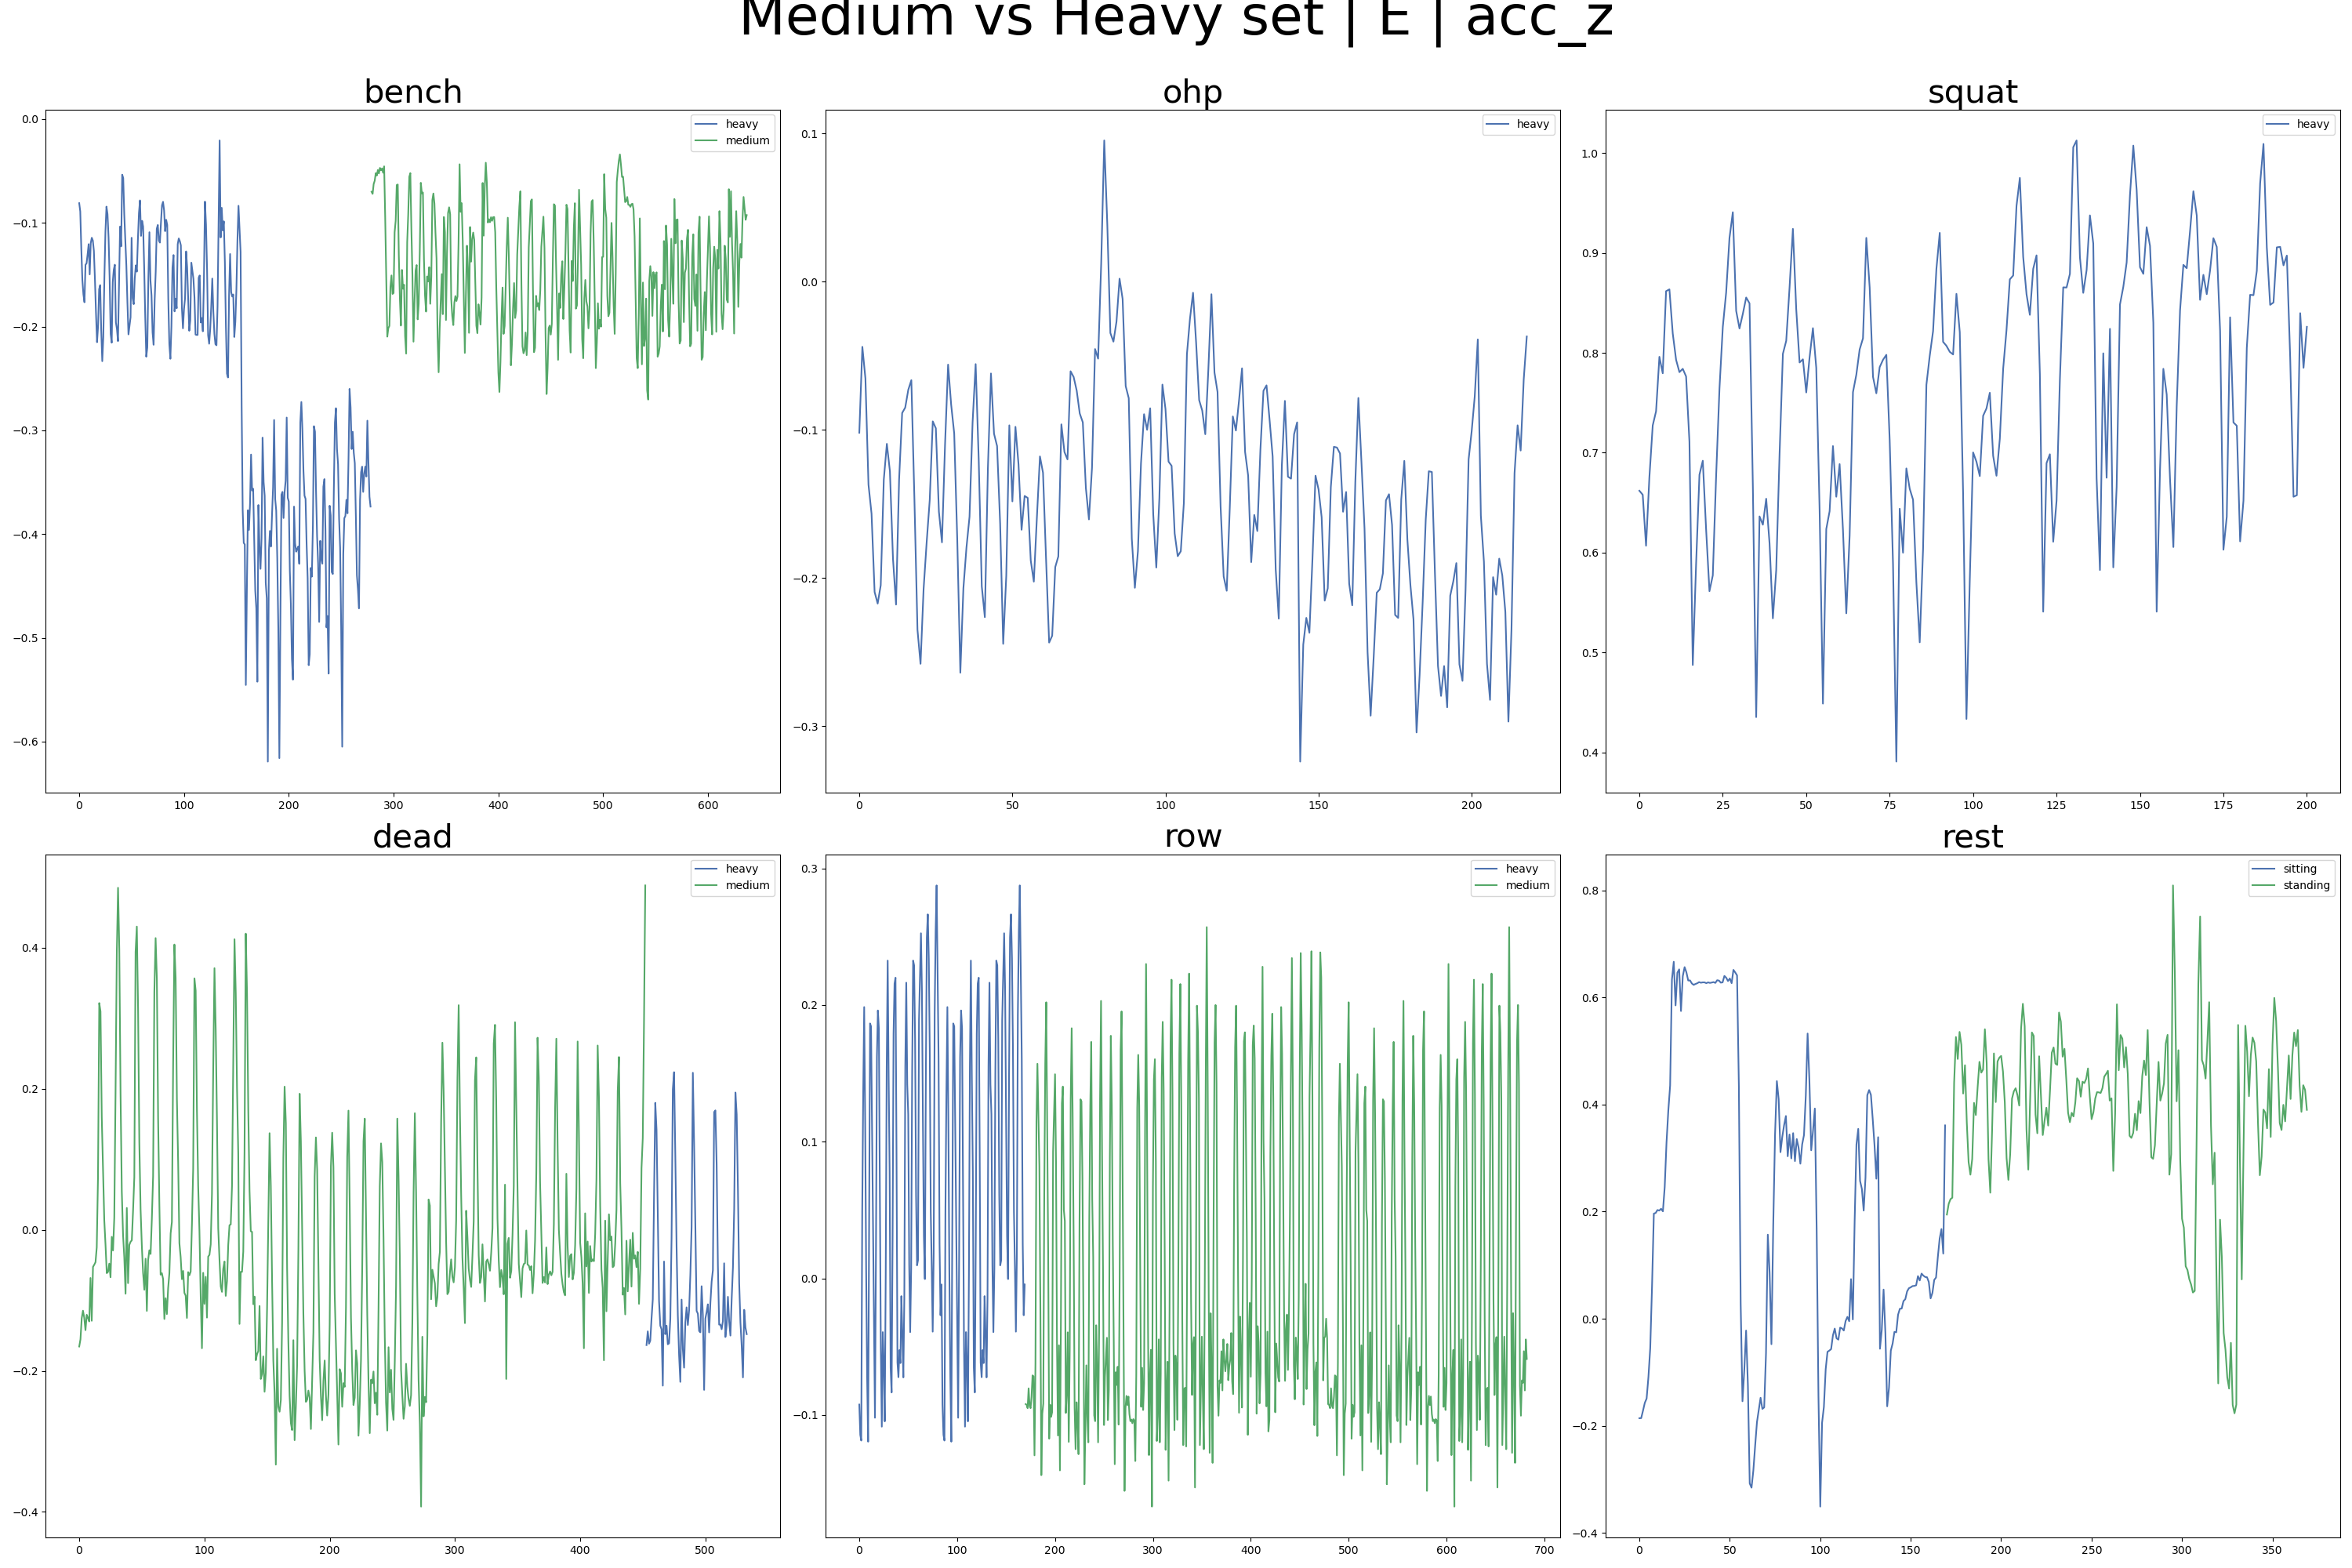 Medium vs Heavy set | E | acc_z
bench
ohp
squat
heavy
medium
heavy
heavy
0.0
−0.1
−0.2
−0.3
−0.4
−0.5
−0.6
0.1
0.0
−0.1
−0.2
−0.3
1.0
0.9
0.8
0.7
0.6
0.5
0.4
0 100 200 300 400 500 600
0 50 100 150 200
0 25 50 75 100 125 150 175 200
dead
row
rest
heavy
medium
heavy
medium
sitting
standing
0.4
0.2
0.0
−0.2
−0.4
0.3
0.2
0.1
0.0
−0.1
0.8
0.6
0.4
0.2
0.0
−0.2
−0.4
0 100 200 300 400 500
0 100 200 300 400 500 600 700
0 50 100 150 200 250 300 350